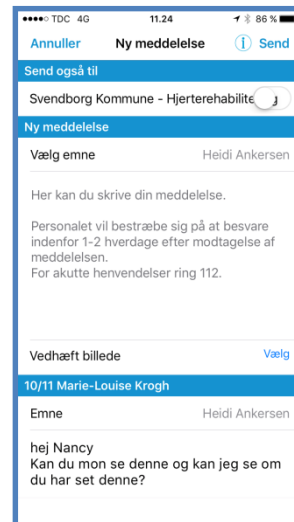 TDC 4G 11.24 86 %
Annuller Ny meddelelse Send
Send også til
Svendborg Kommune - Hjerterehabilite
Ny meddelelse
Vælg emne Heidi Ankersen
Her kan du skrive din meddelelse.
Personalet vil bestræbe sig på at besvare
indenfor 1-2 hverdage efter modtagelse af
meddelelsen.
For akutte henvendelser ring 112.
Vedhæft billede Vælg
10/11 Marie-Louise Krogh
Emne Heidi Ankersen
hej Nancy
Kan du mon se denne og kan jeg se om
du har set denne?